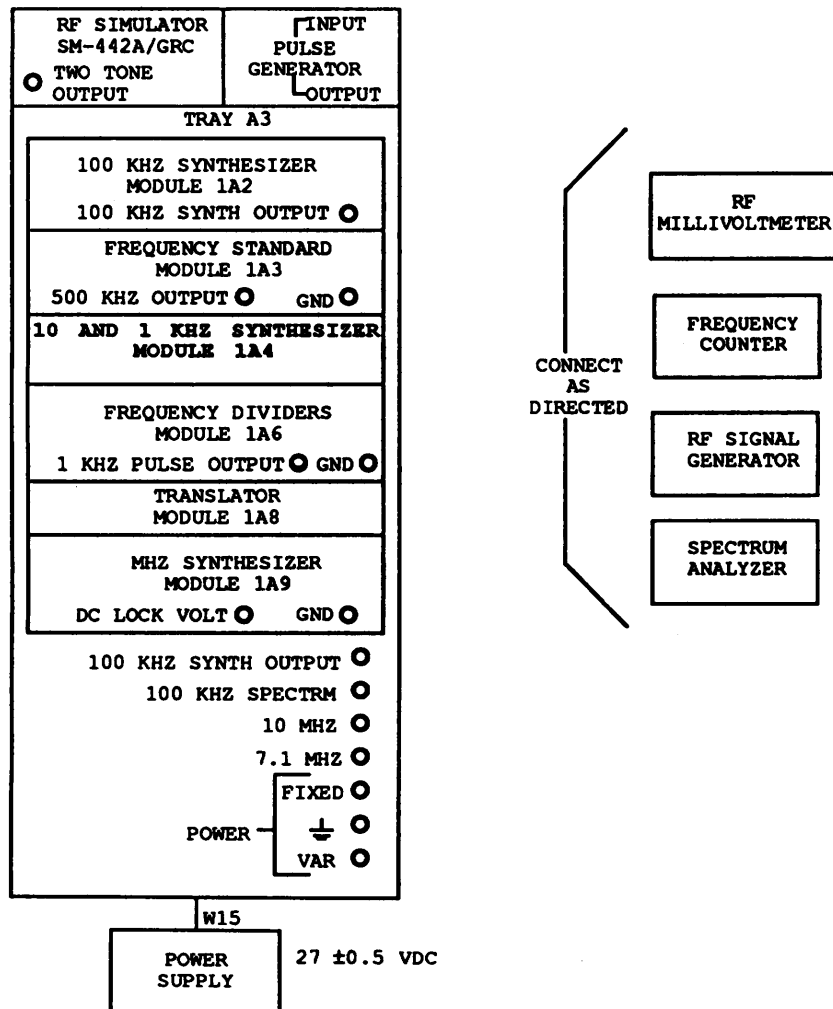 RF SIMULATOR
SM-442A/GRC
TWO TONE
OUTPUT
INPUT
PULSE
GENERATOR
OUTPUT
TRAY A3
100 KHZ SYNTHESIZER
MODULE 1A2
100 KHZ SYNTH OUTPUT
FREQUENCY STANDARD
MODULE 1A3
500 KHZ OUTPUT GND
10 AND 1 KHZ SYNTHESIZER
MODULE 1A4
FREQUENCY DIVIDERS
MODULE 1A6
1 KHZ PULSE OUTPUT GND
TRANSLATOR
MODULE 1A8
MHZ SYNTHESIZER
MODULE 1A9
DC LOCK VOLT GND
100 KHZ SYNTH OUTPUT
100 KHZ SPECTRM
10 MHZ
7.1 MHZ
FIXED
POWER
VAR
W15
POWER
SUPPLY
27 ±0.5 VDC
CONNECT
AS
DIRECTED
RF
MILLIVOLTMETER
FREQUENCY
COUNTER
RF SIGNAL
GENERATOR
SPECTRUM
ANALYZER